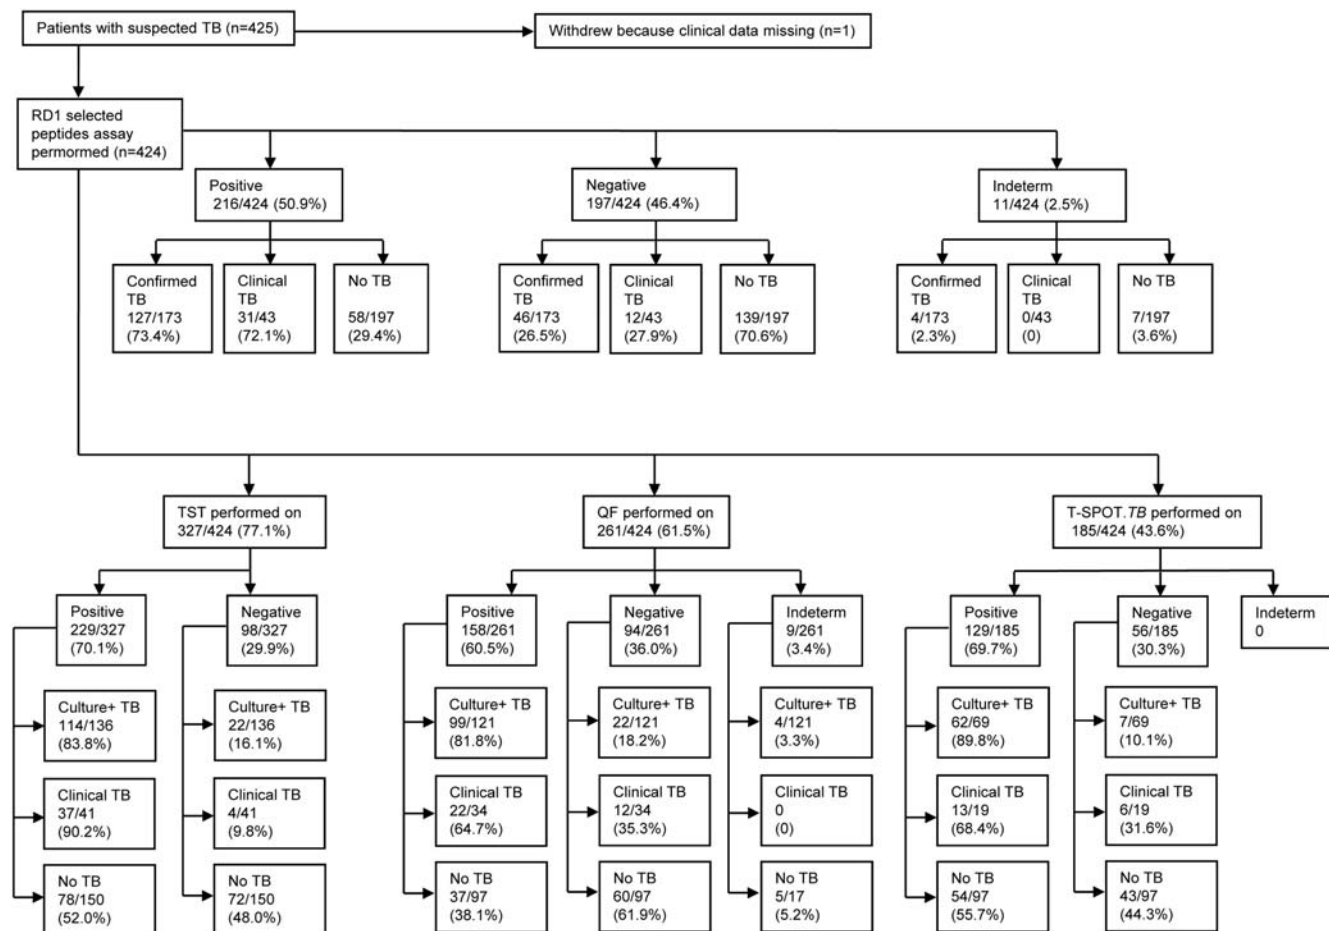 Patients with suspected TB (n=425)
Withdrew because clinical data missing (n=1)
RD1 selected
peptides assay
permormed (n=424)
Positive
216/424 (50.9%)
Negative
197/424 (46.4%)
Indeterm
11/424 (2.5%)
Confirmed
TB
127/173
(73.4%)
Clinical
TB
31/43
(72.1%)
No TB
58/197
(29.4%)
Confirmed
TB
46/173
(26.5%)
Clinical
TB
12/43
(27.9%)
No TB
139/197
(70.6%)
Confirmed
TB
4/173
(2.3%)
Clinical
TB
0/43
(0)
No TB
7/197
(3.6%)
TST performed on
327/424 (77.1%)
QF performed on
261/424 (61.5%)
T-SPOT.TB performed on
185/424 (43.6%)
Positive
229/327
(70.1%)
Negative
98/327
(29.9%)
Positive
158/261
(60.5%)
Negative
94/261
(36.0%)
Indeterm
9/261
(3.4%)
Positive
129/185
(69.7%)
Negative
56/185
(30.3%)
Indeterm
0
Culture+ TB
114/136
(83.8%)
Culture+ TB
22/136
(16.1%)
Culture+ TB
99/121
(81.8%)
Culture+ TB
22/121
(18.2%)
Culture+ TB
4/121
(3.3%)
Culture+ TB
62/69
(89.8%)
Culture+ TB
7/69
(10.1%)
Clinical TB
37/41
(90.2%)
Clinical TB
4/41
(9.8%)
Clinical TB
22/34
(64.7%)
Clinical TB
12/34
(35.3%)
Clinical TB
0
(0)
Clinical TB
13/19
(68.4%)
Clinical TB
6/19
(31.6%)
No TB
78/150
(52.0%)
No TB
72/150
(48.0%)
No TB
37/97
(38.1%)
No TB
60/97
(61.9%)
No TB
5/17
(5.2%)
No TB
54/97
(55.7%)
No TB
43/97
(44.3%)